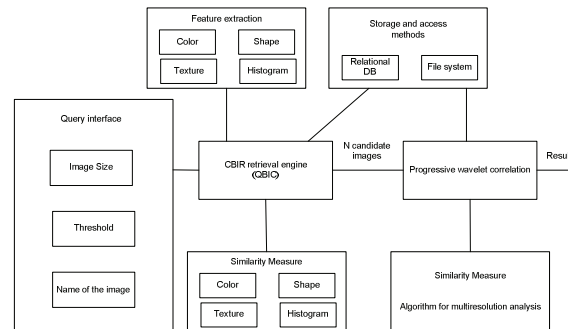 Feature extraction
Color
Shape
Texture
Histogram
Storage and access
methods
Relational
DB
File system
Query interface
Image Size
Threshold
Name of the image
CBIR retrieval engine
(QBIC)
N candidate
images
Progressive wavelet correlation
Resul
Similarity Measure
Color
Shape
Texture
Histogram
Similarity Measure
Algorithm for multiresolution analysis